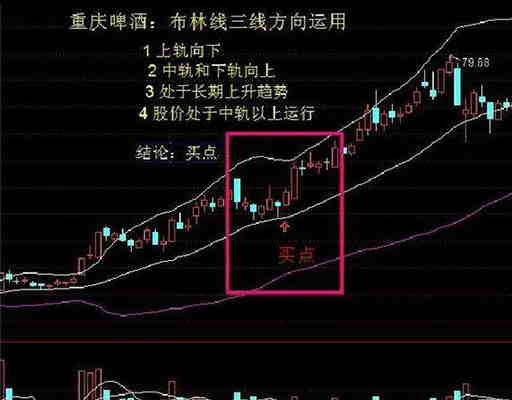 重庆啤酒：布林线三线方向运用
1 上轨向下
2 中轨和下轨向上
3 处于长期上升趋势
4 股价处于中轨以上运行
79.68
结论：买点
买点